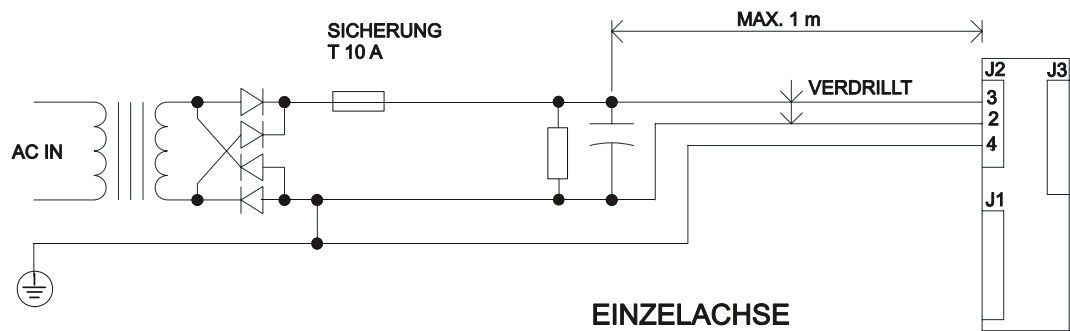 MAX. 1 m
SICHERUNG
T 10 A
J2
J3
VERDRILLT
3
2
4
AC IN
J1
EINZELACHSE